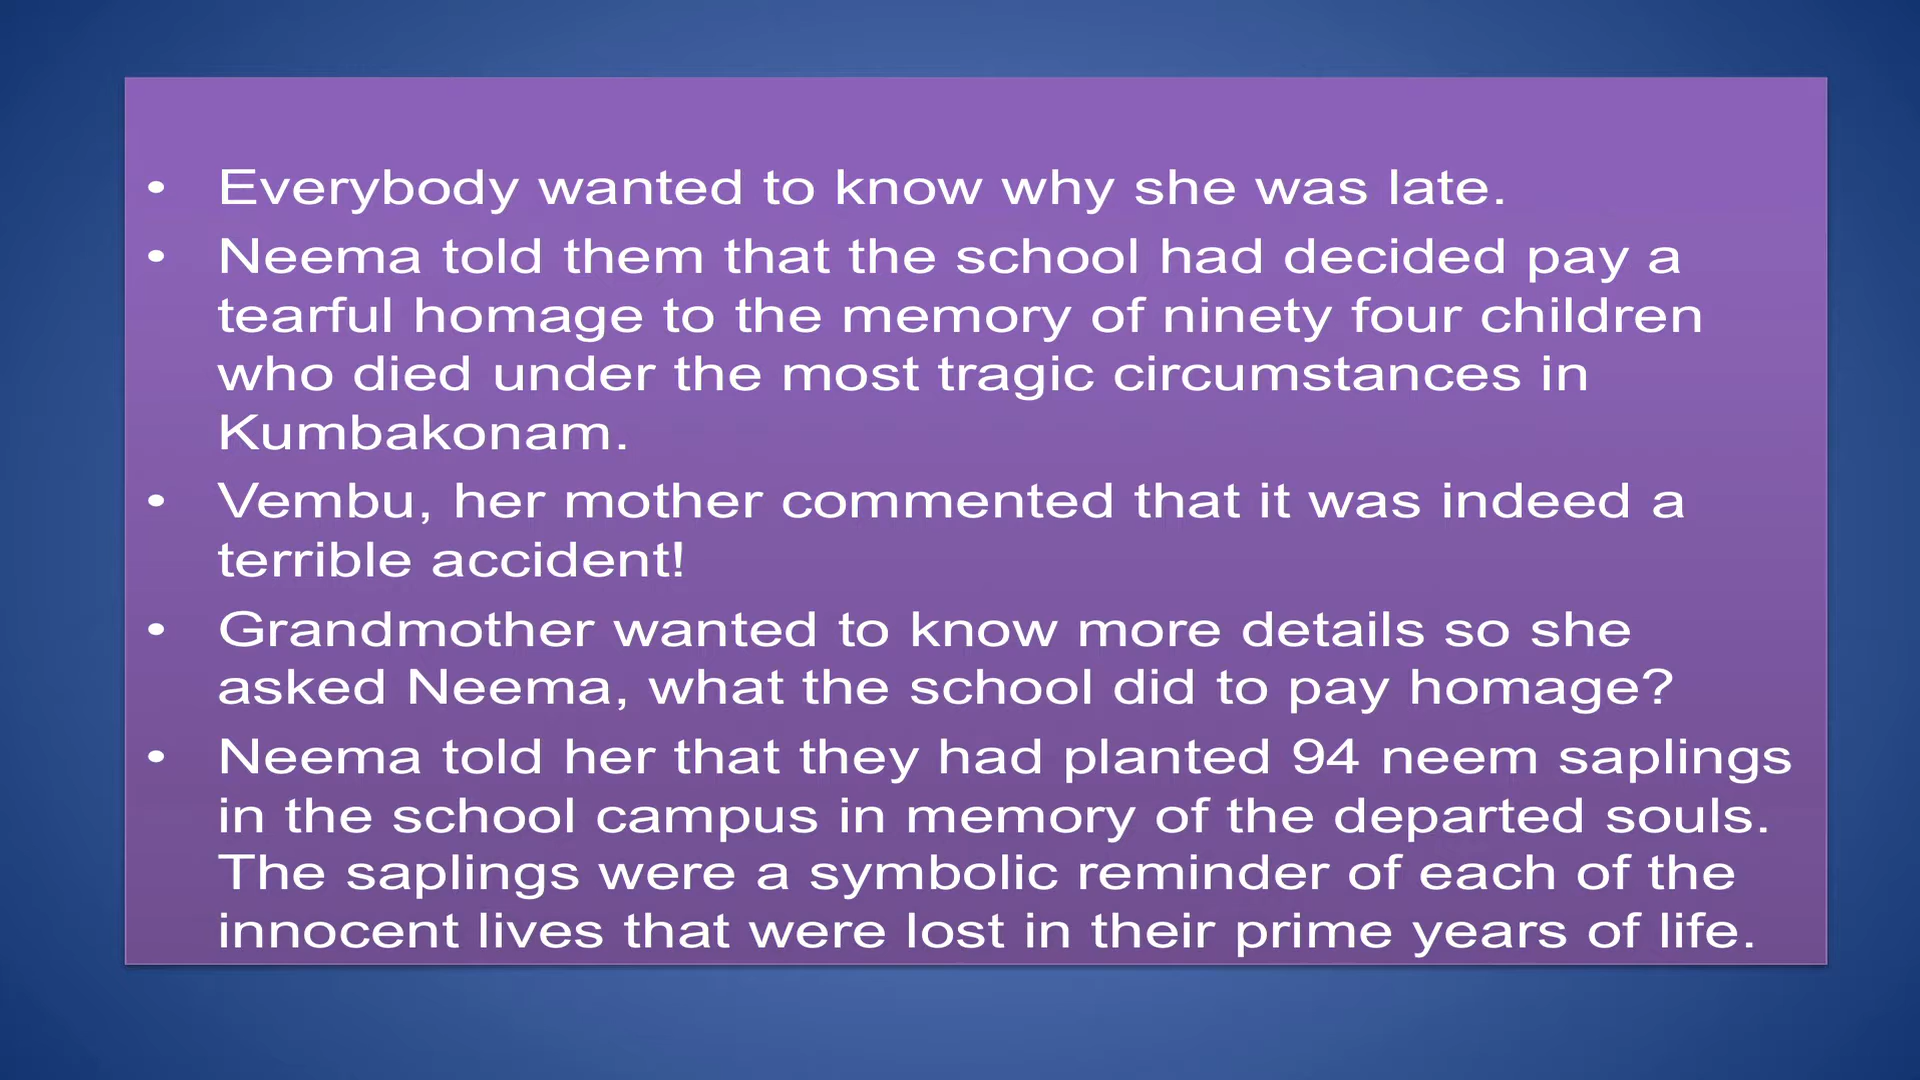 • Everybody wanted to know why she was late.
• Neema told them that the school had decided pay a
tearful homage to the memory of ninety four children
who died under the most tragic circumstances in
Kumbakonam.
• Vembu, her mother commented that it was indeed a
terrible accident!
• Grandmother wanted to know more details so she
asked Neema, what the school did to pay homage?
• Neema told her that they had planted 94 neem saplings
in the school campus in memory of the departed souls.
The saplings were a symbolic reminder of each of the
innocent lives that were lost in their prime years of life.